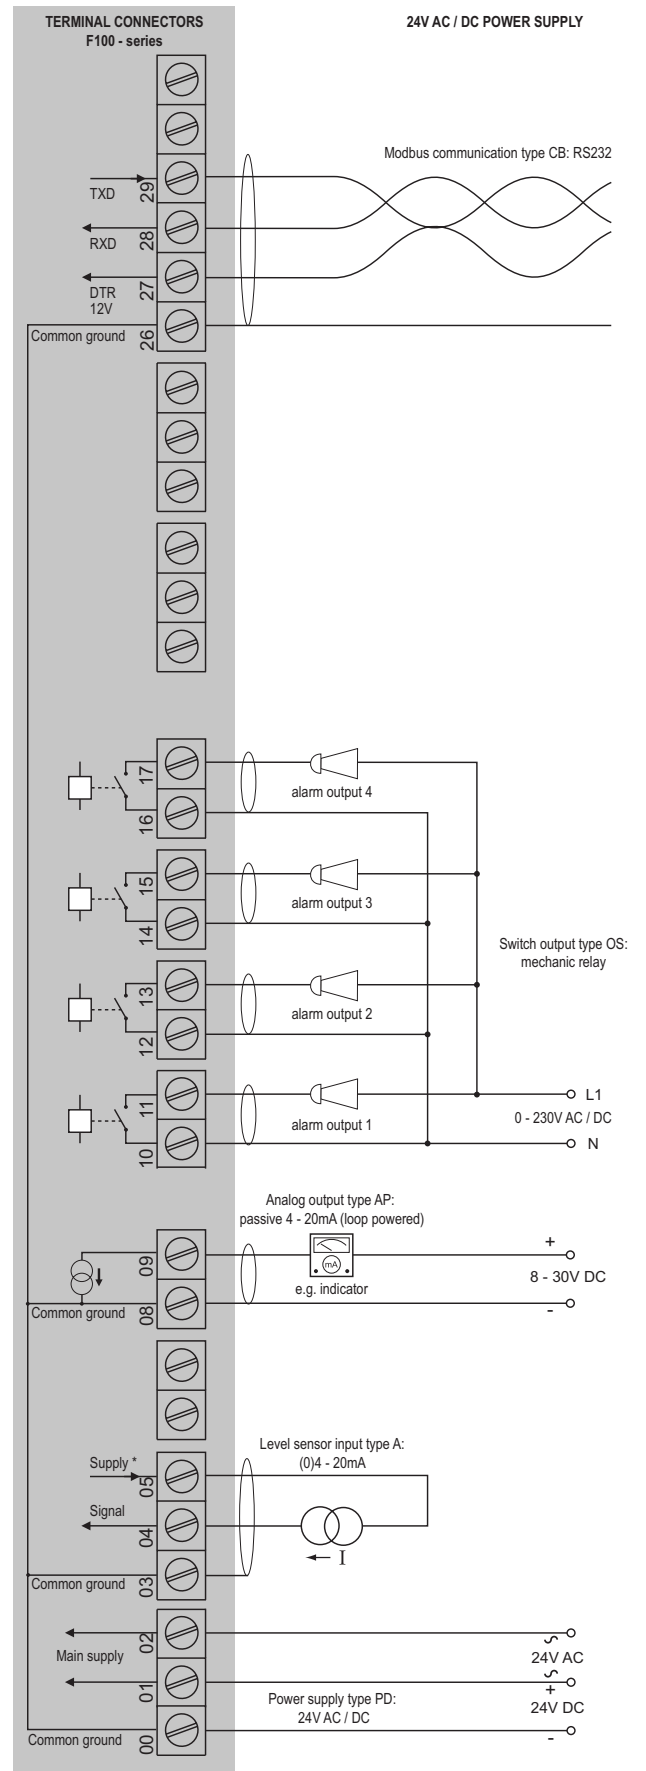 TERMINAL CONNECTORS
F100 - series
24V AC / DC POWER SUPPLY
Modbus communication type CB: RS232
TXD
29
RXD
28
DTR
12V
27
Common ground
26
17
alarm output 4
16
15
alarm output 3
14
Switch output type OS:
mechanic relay
13
alarm output 2
12
11
L1
0 - 230V AC / DC
alarm output 1
10
N
Analog output type AP:
passive 4 - 20mA (loop powered)
09
+
mA
8 - 30V DC
e.g. indicator
Common ground
08
-
Level sensor input type A:
(0)4 - 20mA
Supply *
05
Signal
04
I
Common ground
03
02
Main supply
24V AC
01
+
Power supply type PD:
24V AC / DC
24V DC
Common ground
00
-